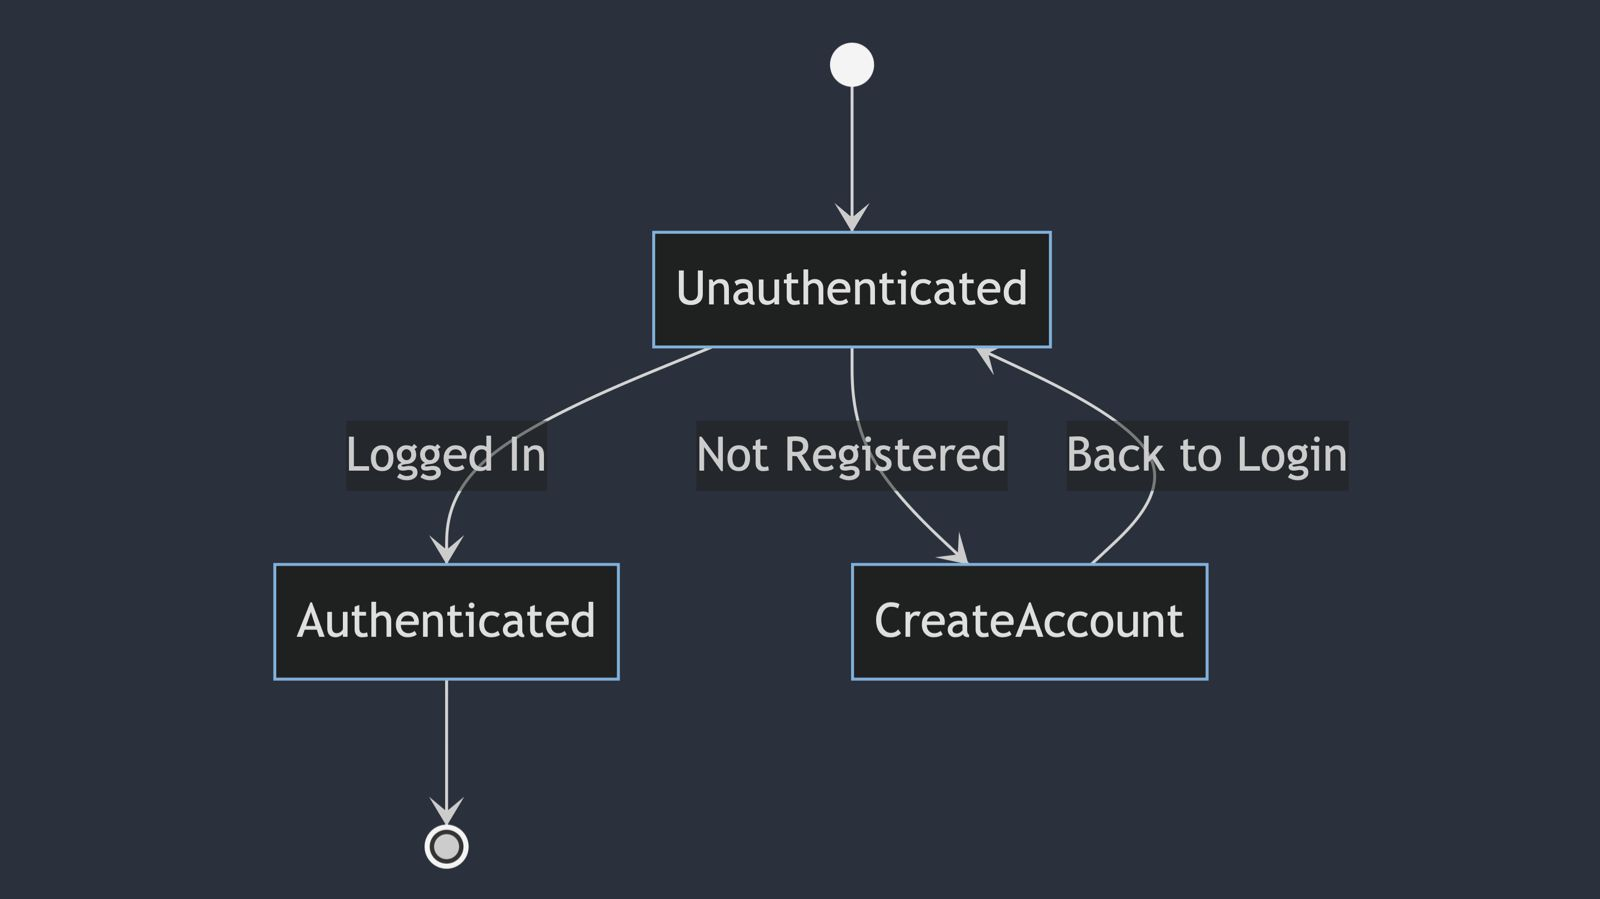 Unauthenticated
Logged In
Not Registered
Back to Login
Authenticated
CreateAccount